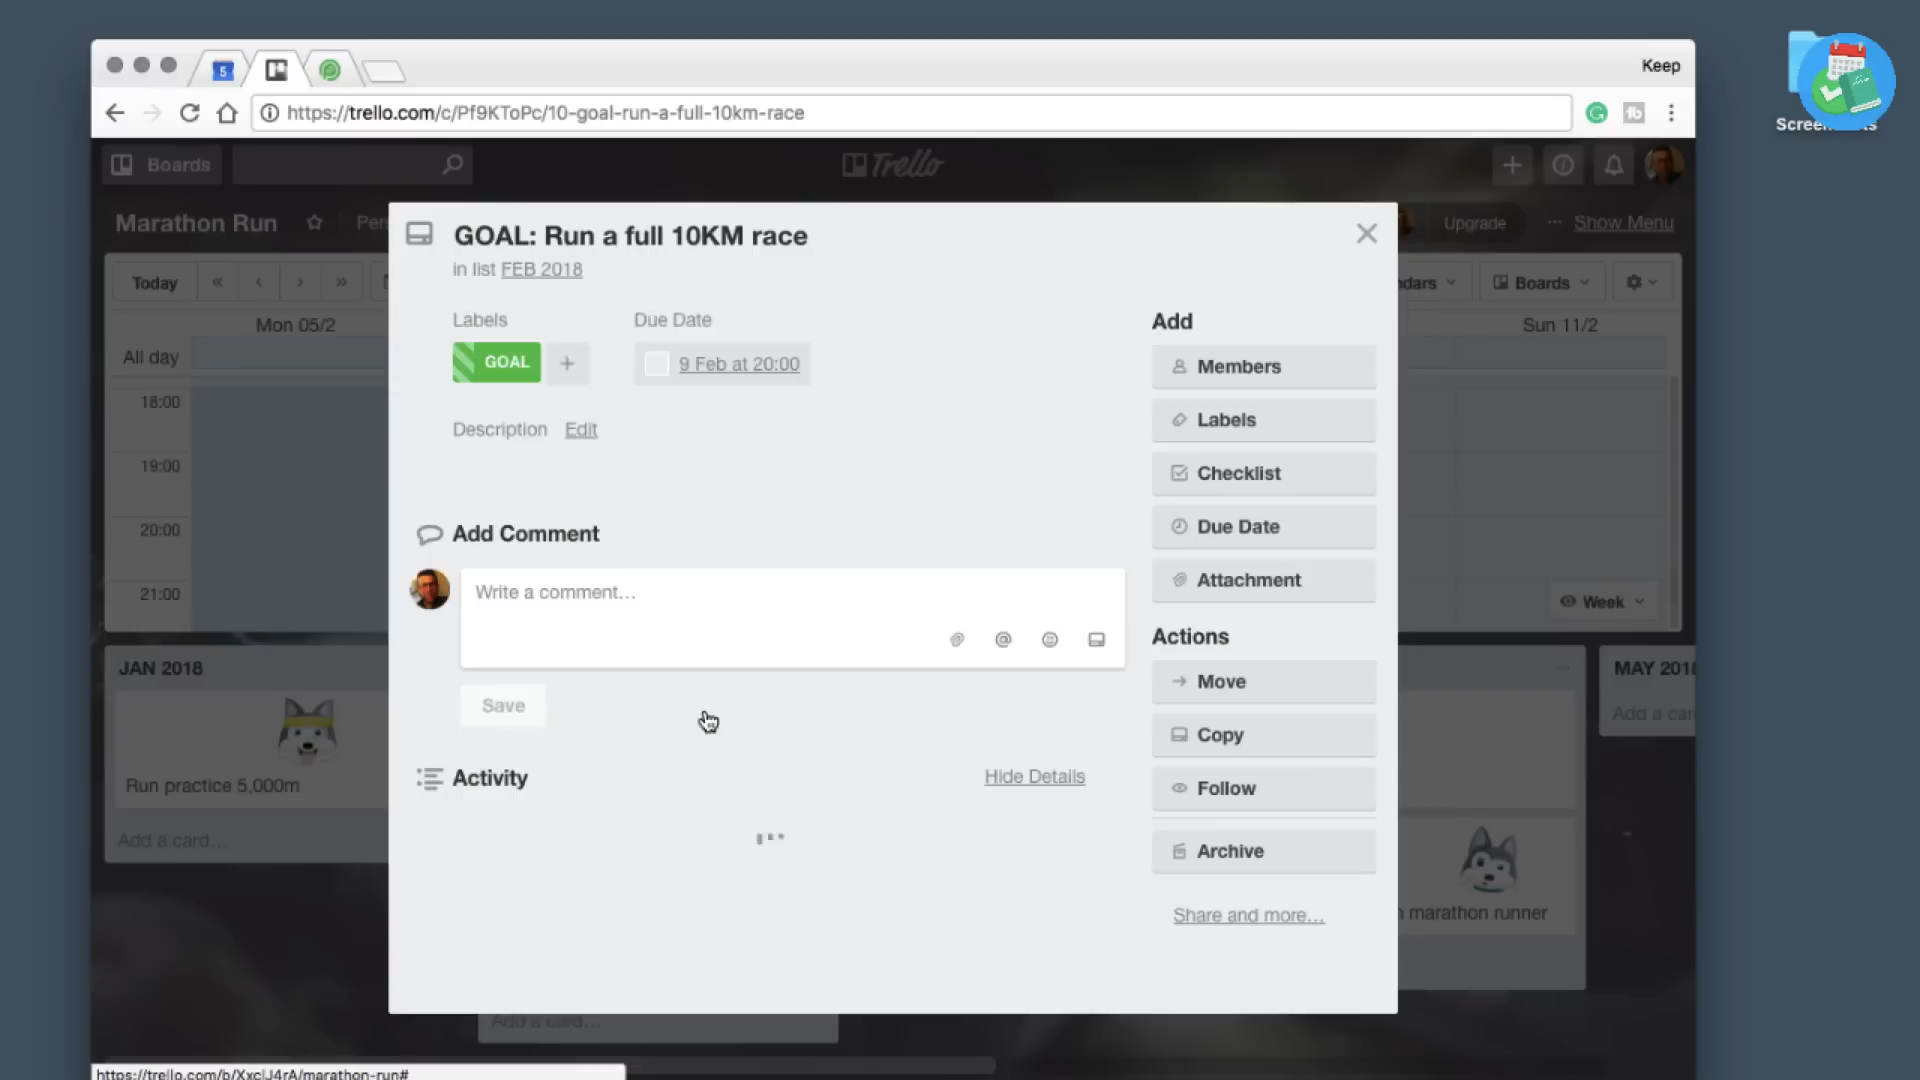 5
Keep
https://trello.com/c/Pf9KToPc/10-goal-run-a-full-10km-race
Boards
Trello
Marathon Run
Upgrade
Show Menu
GOAL: Run a full 10KM race
in list FEB 2018
Today
Boards
Mon 05/2
Sun 11/2
All day
18:00
19:00
20:00
21:00
Week
Labels
Due Date
GOAL
9 Feb at 20:00
Description Edit
Add Comment
Write a comment…
Save
Activity
Hide Details
Add
Members
Labels
Checklist
Due Date
Attachment
Actions
Move
Copy
Follow
Archive
Share and more…
JAN 2018
Run practice 5,000m
Add a card…
marathon runner
Add a card…
https://trello.com/b/XxclJ4rA/marathon-run#